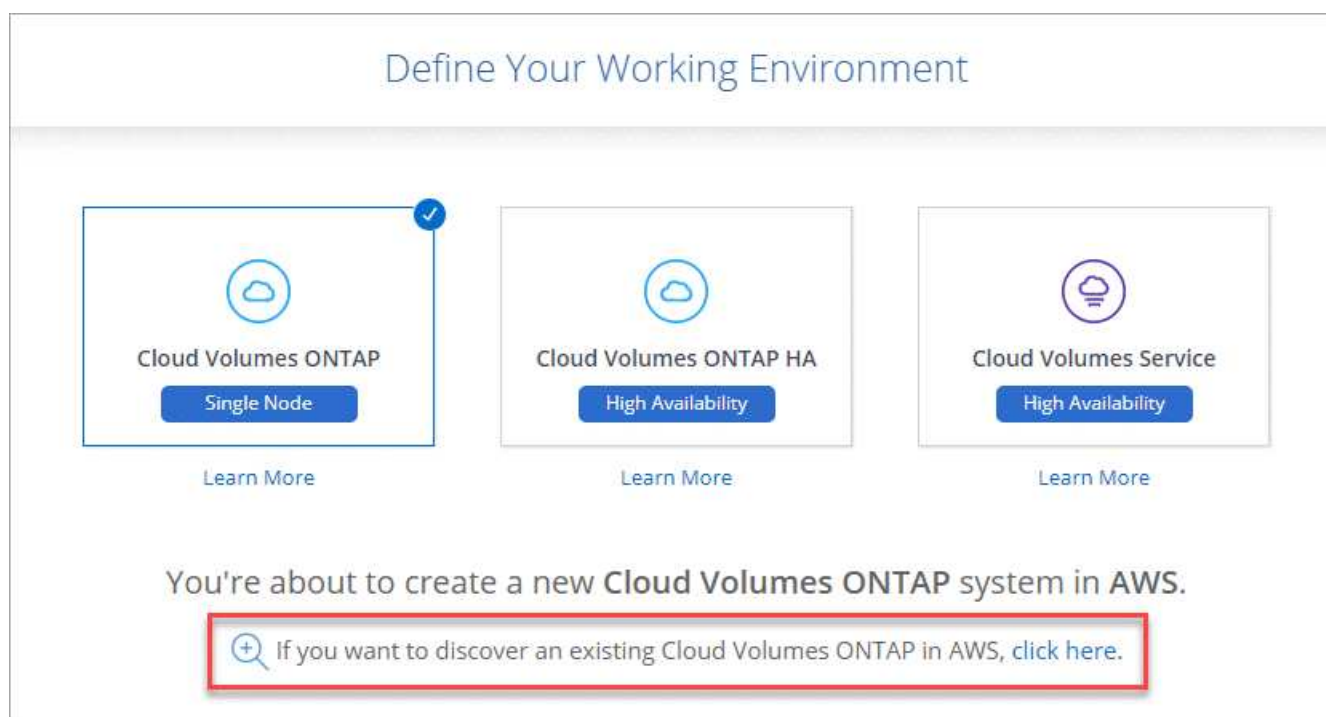 Define Your Working Environment
Cloud Volumes ONTAP
Single Node
Learn More
Cloud Volumes ONTAP HA
High Availability
Learn More
Cloud Volumes Service
High Availability
Learn More
You're about to create a new Cloud Volumes ONTAP system in AWS.
If you want to discover an existing Cloud Volumes ONTAP in AWS, click here.